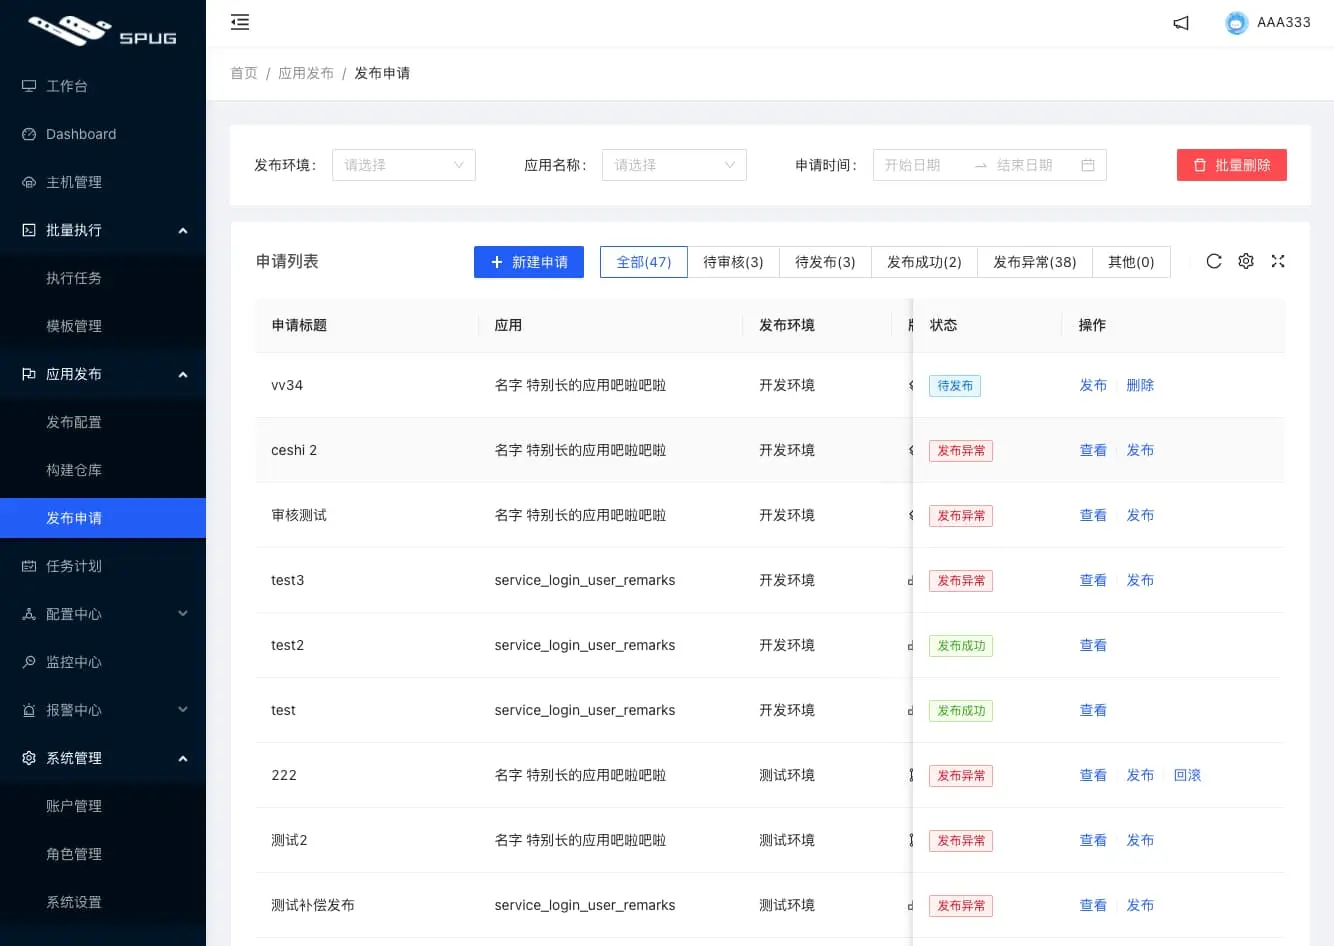 SPUG
AAA333
工作台
Dashboard
主机管理
批量执行
执行任务
模板管理
应用发布
发布配置
构建仓库
发布申请
任务计划
配置中心
监控中心
报警中心
系统管理
账户管理
角色管理
系统设置
首页 / 应用发布 / 发布申请
发布环境: 请选择 应用名称: 请选择 申请时间: 开始日期 → 结束日期 批量删除
申请列表 + 新建申请 全部(47) 待审核(3) 待发布(3) 发布成功(2) 发布异常(38) 其他(0)
申请标题 应用 发布环境 状态 操作
vv34 名字 特别长的应用吧啦吧啦 开发环境 待发布 发布 删除
ceshi 2 名字 特别长的应用吧啦吧啦 开发环境 发布异常 查看 发布
审核测试 名字 特别长的应用吧啦吧啦 开发环境 发布异常 查看 发布
test3 service_login_user_remarks 开发环境 发布异常 查看 发布
test2 service_login_user_remarks 开发环境 发布成功 查看
test service_login_user_remarks 开发环境 发布成功 查看
222 名字 特别长的应用吧啦吧啦 测试环境 发布异常 查看 发布 回滚
测试2 名字 特别长的应用吧啦吧啦 测试环境 发布异常 查看 发布
测试补偿发布 service_login_user_remarks 测试环境 发布异常 查看 发布